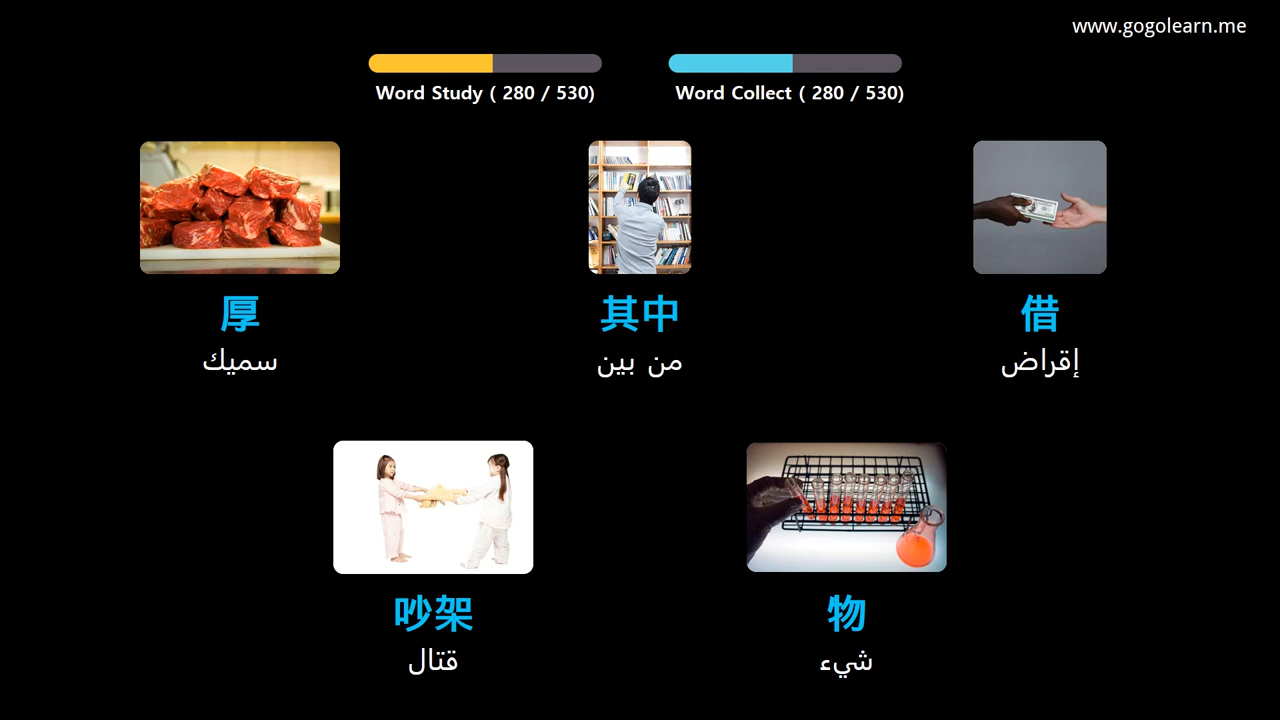 www.gogolearn.me
Word Study ( 280 / 530)
Word Collect ( 280 / 530)
厚
سميك
其中
من بين
借
إقراض
吵架
قتال
物
شيء